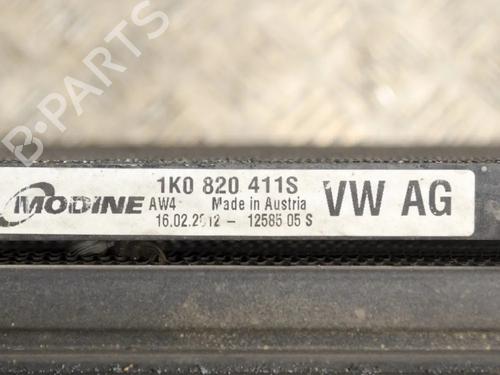 B-PARTS
MODINE
1K0 820 411S
VW AG
AW4 Made in Austria
16.02.2012 - 12585 05 S